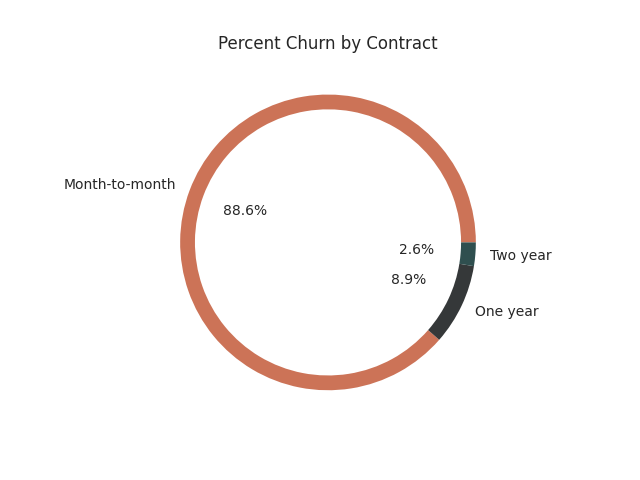 Percent Churn by Contract
Month-to-month
88.6%
2.6%
Two year
8.9%
One year